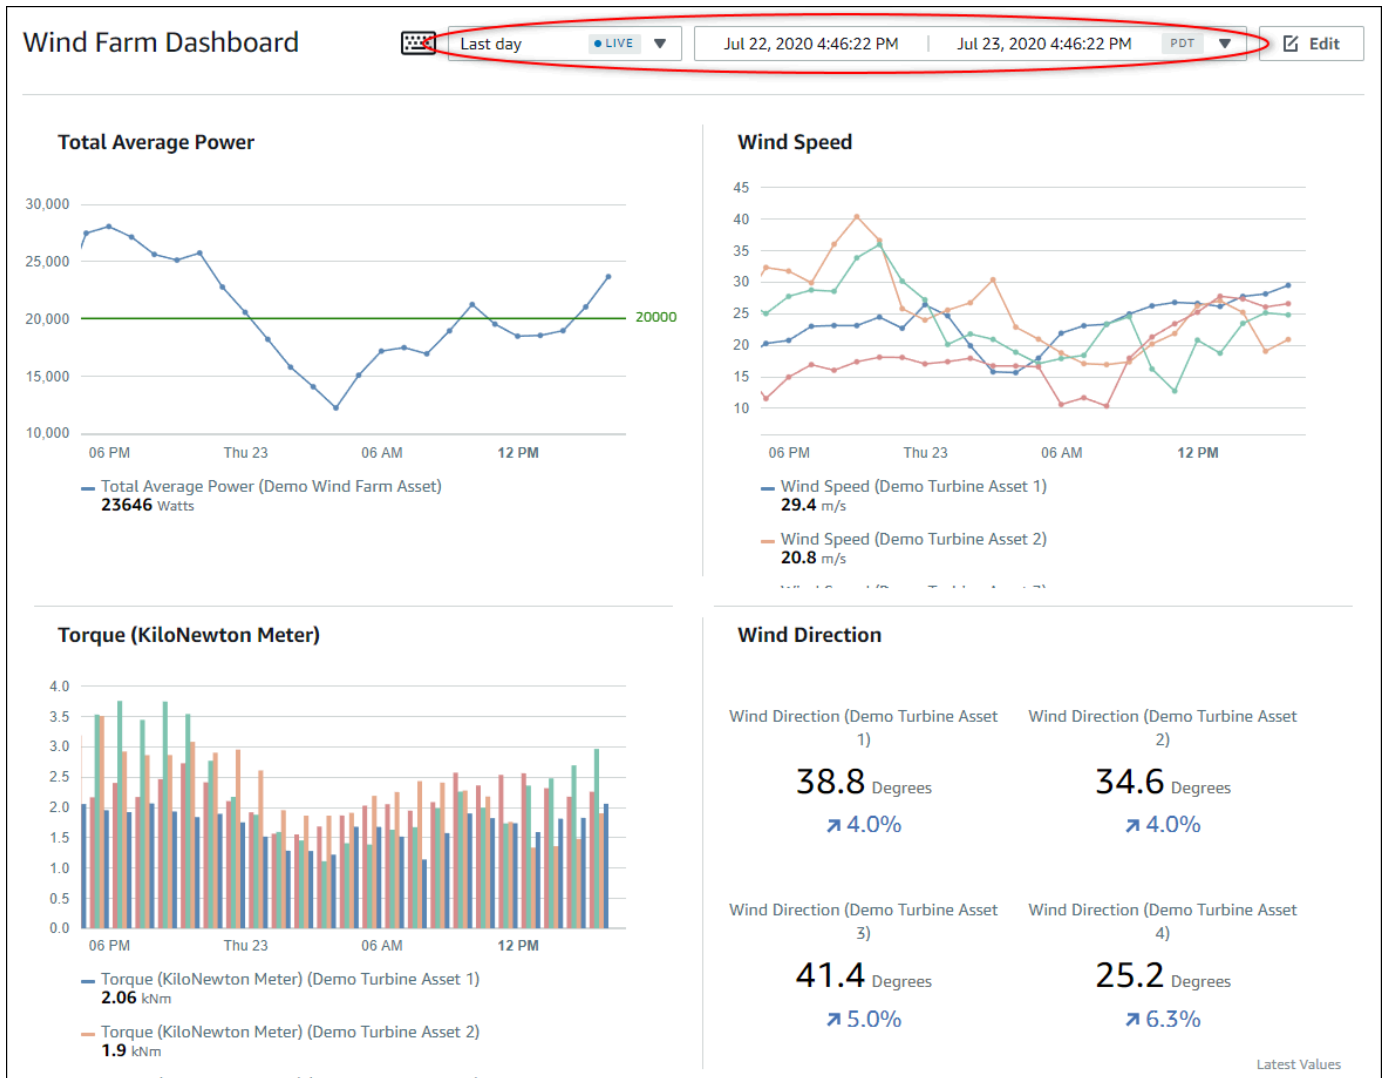 Wind Farm Dashboard
Last day
LIVE
Jul 22, 2020 4:46:22 PM
Jul 23, 2020 4:46:22 PM
PDT
Edit
Total Average Power
30,000
25,000
20,000
15,000
10,000
20000
06 PM
Thu 23
06 AM
12 PM
Total Average Power (Demo Wind Farm Asset)
23646 Watts
Wind Speed
45
40
35
30
25
20
15
10
06 PM
Thu 23
06 AM
12 PM
Wind Speed (Demo Turbine Asset 1)
29.4 m/s
Wind Speed (Demo Turbine Asset 2)
20.8 m/s
Torque (KiloNewton Meter)
4.0
3.5
3.0
2.5
2.0
1.5
1.0
0.5
0.0
06 PM
Thu 23
06 AM
12 PM
Torque (KiloNewton Meter) (Demo Turbine Asset 1)
2.06 kNm
Torque (KiloNewton Meter) (Demo Turbine Asset 2)
1.9 kNm
Wind Direction
Wind Direction (Demo Turbine Asset
1)
38.8 Degrees
4.0%
Wind Direction (Demo Turbine Asset
2)
34.6 Degrees
4.0%
Wind Direction (Demo Turbine Asset
3)
41.4 Degrees
5.0%
Wind Direction (Demo Turbine Asset
4)
25.2 Degrees
6.3%
Latest Values